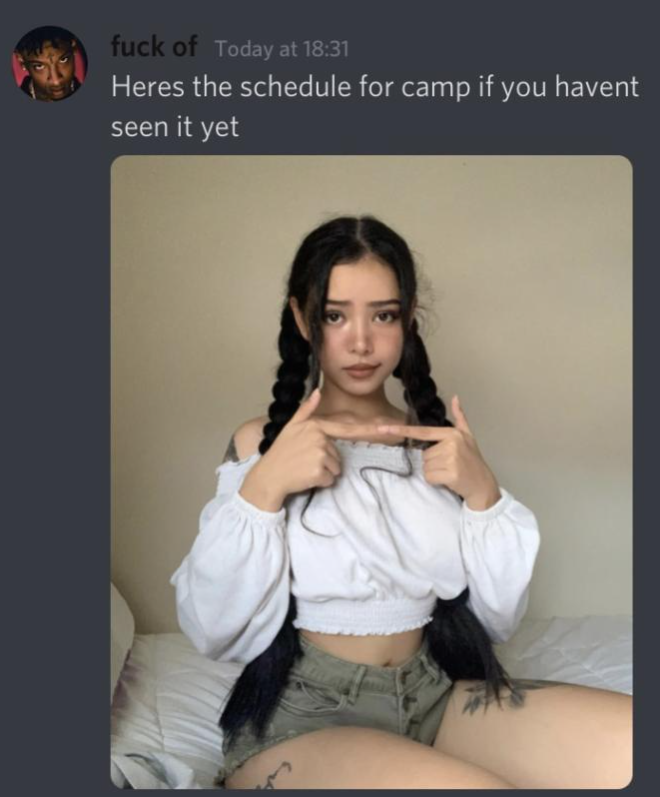 fuck of Today at 18:31
Heres the schedule for camp if you havent
seen it yet